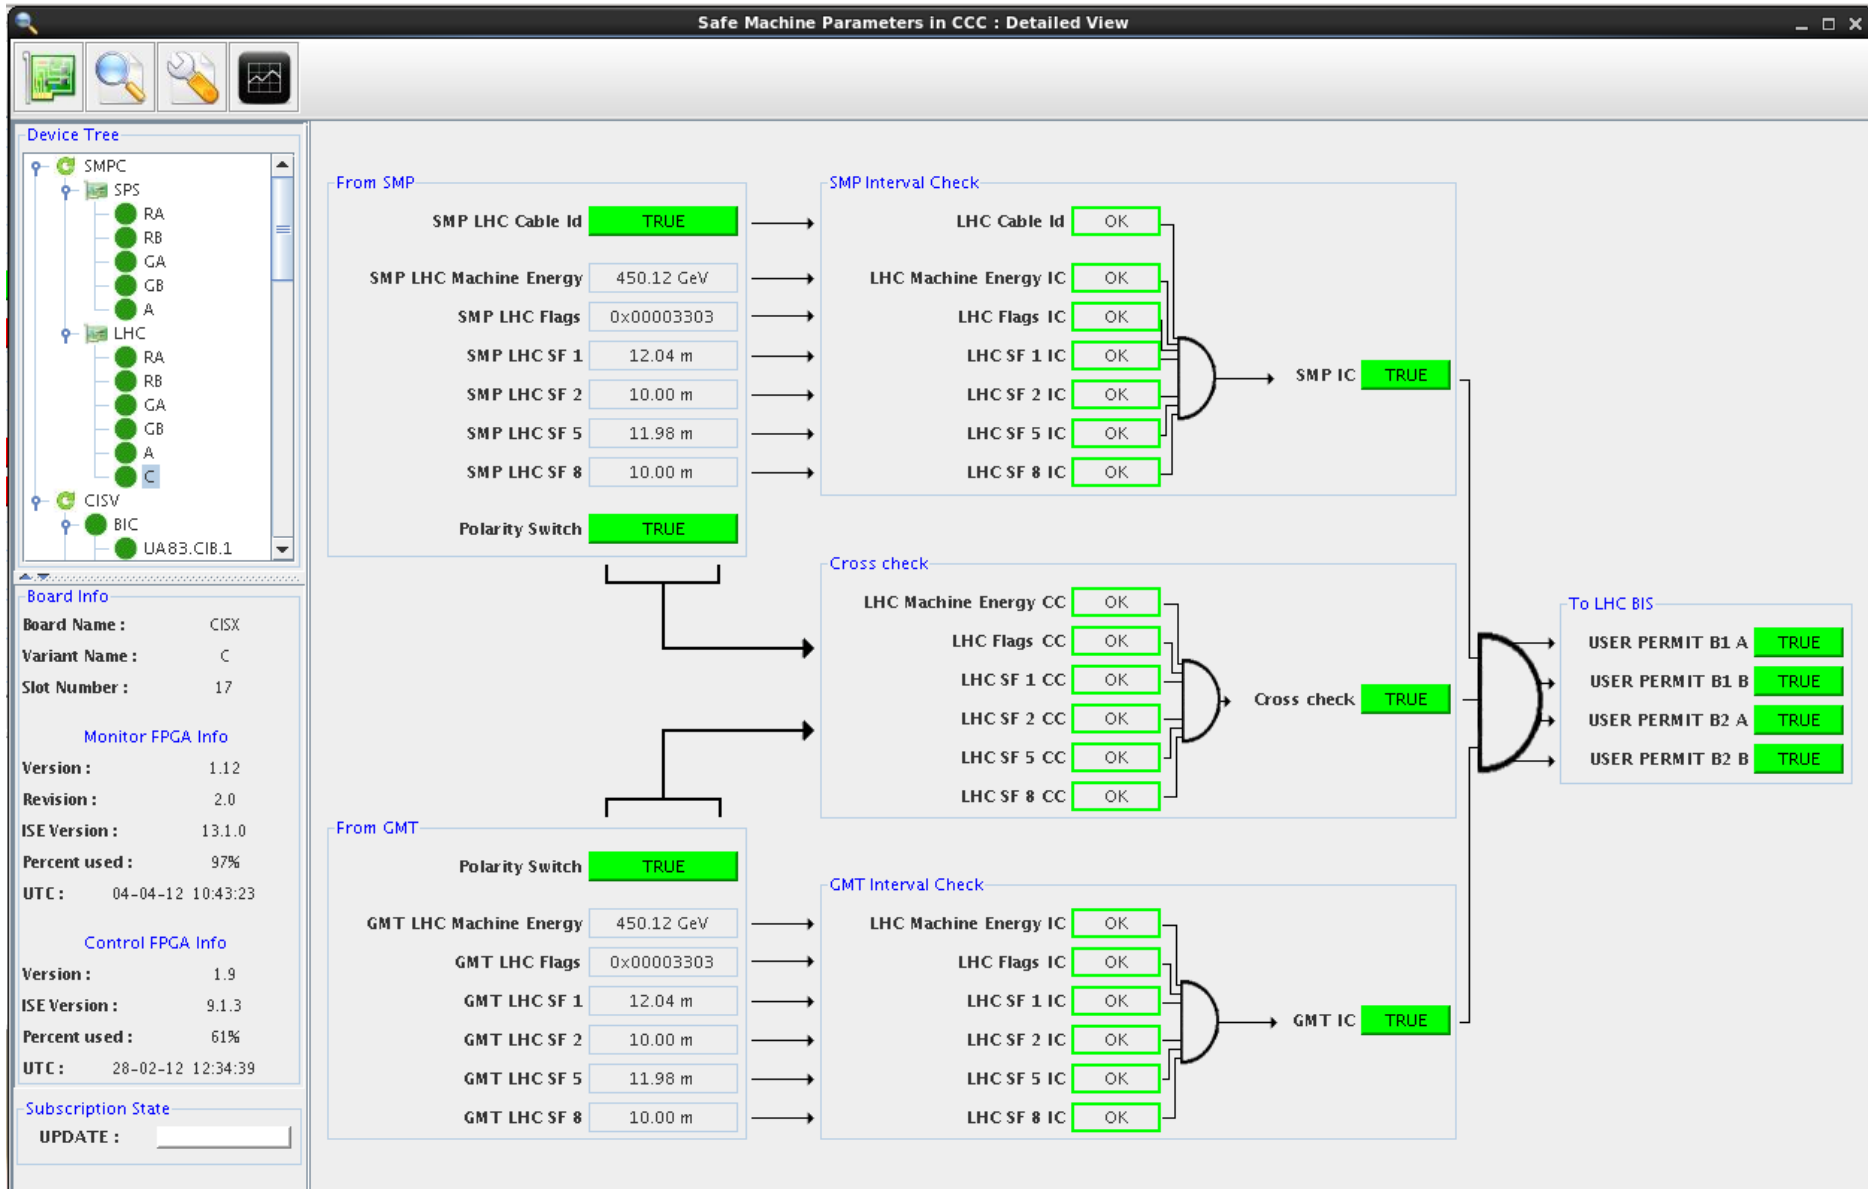 Safe Machine Parameters in CCC : Detailed View
Device Tree
SMPC
SPS
RA
RB
GA
GB
A
LHC
RA
RB
GA
GB
A
C
CISV
BIC
UA83.CIB.1
Board Info
Board Name : CISX
Variant Name : C
Slot Number : 17
Monitor FPGA Info
Version : 1.12
Revision : 2.0
ISE Version : 13.1.0
Percent used : 97%
UTC : 04-04-12 10:43:23
Control FPGA Info
Version : 1.9
ISE Version : 9.1.3
Percent used : 61%
UTC : 28-02-12 12:34:39
Subscription State
UPDATE :
From SMP
SMP LHC Cable Id TRUE
SMP LHC Machine Energy 450.12 GeV
SMP LHC Flags 0x00003303
SMP LHC SF 1 12.04 m
SMP LHC SF 2 10.00 m
SMP LHC SF 5 11.98 m
SMP LHC SF 8 10.00 m
Polarity Switch TRUE
SMP Interval Check
LHC Cable Id OK
LHC Machine Energy IC OK
LHC Flags IC OK
LHC SF 1 IC OK
LHC SF 2 IC OK
LHC SF 5 IC OK
LHC SF 8 IC OK
SMP IC TRUE
Cross check
LHC Machine Energy CC OK
LHC Flags CC OK
LHC SF 1 CC OK
LHC SF 2 CC OK
LHC SF 5 CC OK
LHC SF 8 CC OK
Cross check TRUE
To LHC BIS
USER PERMIT B1 A TRUE
USER PERMIT B1 B TRUE
USER PERMIT B2 A TRUE
USER PERMIT B2 B TRUE
From GMT
Polarity Switch TRUE
GMT LHC Machine Energy 450.12 GeV
GMT LHC Flags 0x00003303
GMT LHC SF 1 12.04 m
GMT LHC SF 2 10.00 m
GMT LHC SF 5 11.98 m
GMT LHC SF 8 10.00 m
GMT Interval Check
LHC Machine Energy IC OK
LHC Flags IC OK
LHC SF 1 IC OK
LHC SF 2 IC OK
LHC SF 5 IC OK
LHC SF 8 IC OK
GMT IC TRUE